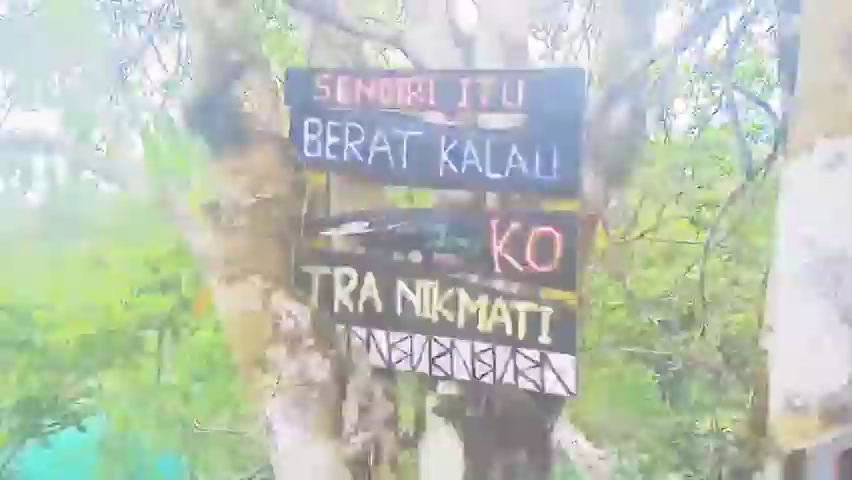 SENDIRI ITU
BERAT KALAU
KO
TRA NIKMATI